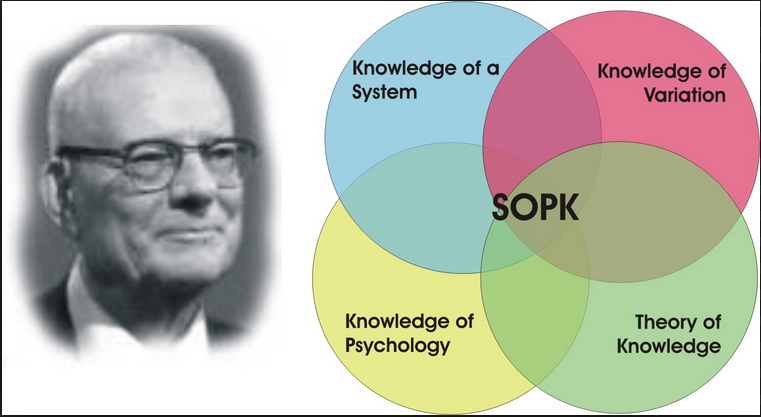 Knowledge of a
System
Knowledge of
Variation
SOPK
Knowledge of
Psychology
Theory of
Knowledge